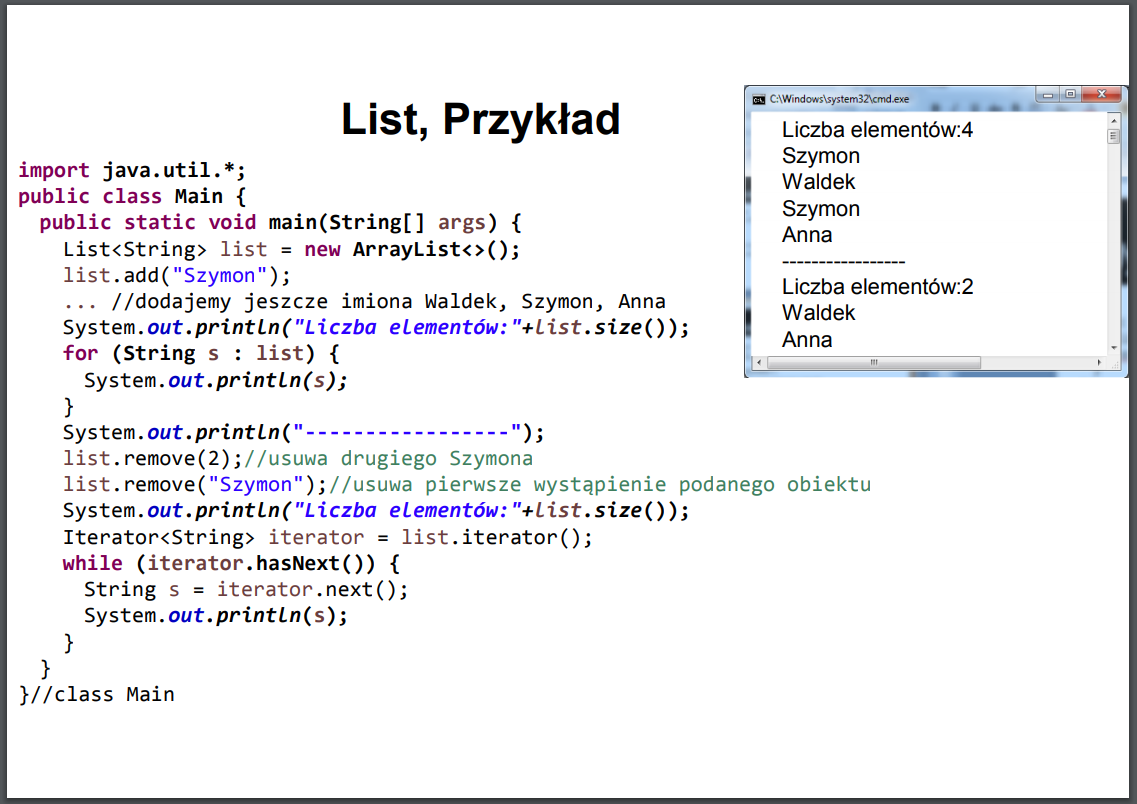 List, Przykład
import java.util.*;
public class Main {
public static void main(String[] args) {
List<String> list = new ArrayList<>();
list.add("Szymon");
... //dodajemy jeszcze imiona Waldek, Szymon, Anna
System.out.println("Liczba elementów:"+list.size());
for (String s : list) {
System.out.println(s);
}
System.out.println("-----------------");
list.remove(2);//usuwa drugiego Szymona
list.remove("Szymon");//usuwa pierwsze wystąpienie podanego obiektu
System.out.println("Liczba elementów:"+list.size());
Iterator<String> iterator = list.iterator();
while (iterator.hasNext()) {
String s = iterator.next();
System.out.println(s);
}
}
}//class Main
C:\Windows\system32\cmd.exe
Liczba elementów:4
Szymon
Waldek
Szymon
Anna
-----------------
Liczba elementów:2
Waldek
Anna